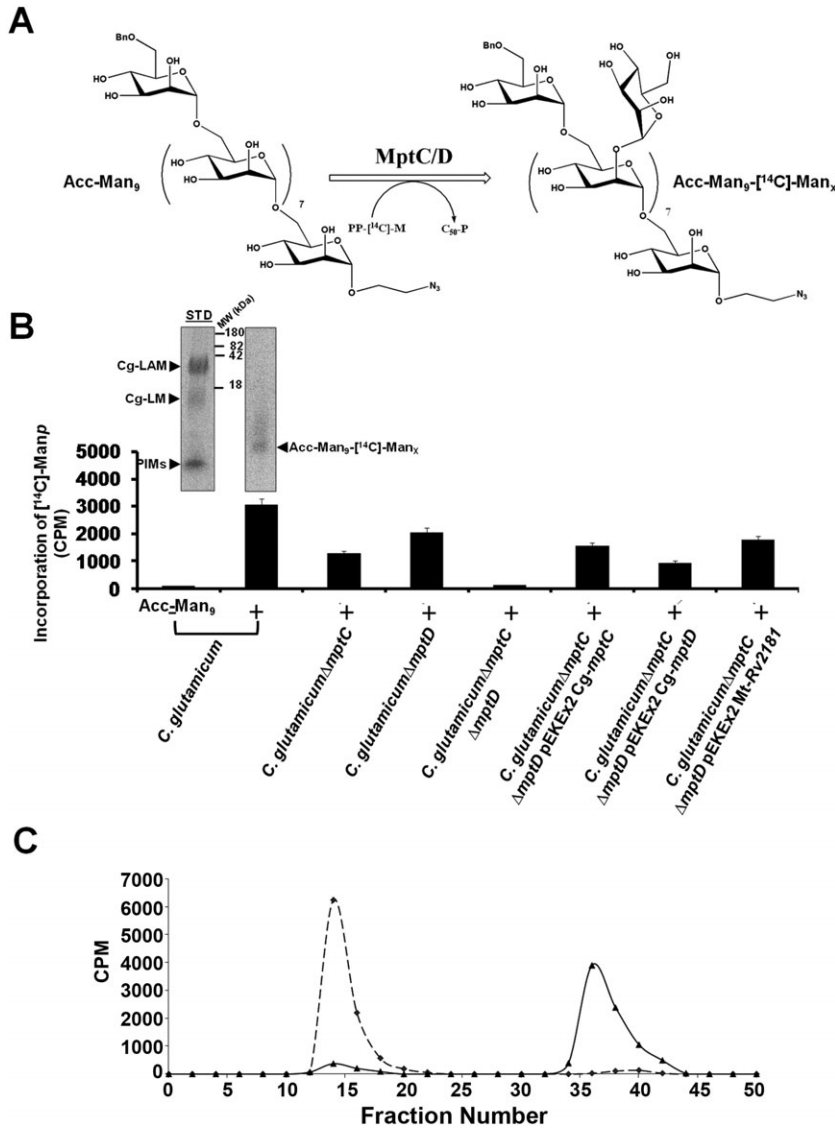 A
BnO
OH
HO
HO
O
O
OH
O
HO
HO
O
7
OH
O
HO
HO
O
N₃
Acc-Man₉
MptC/D
PP-[¹⁴C]-M
C₅₀-P
BnO
OH
HO
HO
O
O
HO
OH
HO
HO
OH
O
O
O
HO
HO
O
7
OH
O
HO
HO
O
N₃
Acc-Man₉-[¹⁴C]-Manₓ
B
STD
MW (kDa)
180
82
42
18
Cg-LAM
Cg-LM
PIMs
Acc-Man₉-[¹⁴C]-Manₓ
Incorporation of [¹⁴C]-Manp
(CPM)
5000
4000
3000
2000
1000
0
Acc-Man₉ - + + + + + + +
C. glutamicum
C. glutamicumΔmptC
C. glutamicumΔmptD
C. glutamicumΔmptC
ΔmptD
C. glutamicumΔmptC
ΔmptD pEKEx2 Cg-mptC
C. glutamicumΔmptC
ΔmptD pEKEx2 Cg-mptD
C. glutamicumΔmptC
ΔmptD pEKEx2 Mt-Rv2181
C
CPM
7000
6000
5000
4000
3000
2000
1000
0
0 5 10 15 20 25 30 35 40 45 50
Fraction Number